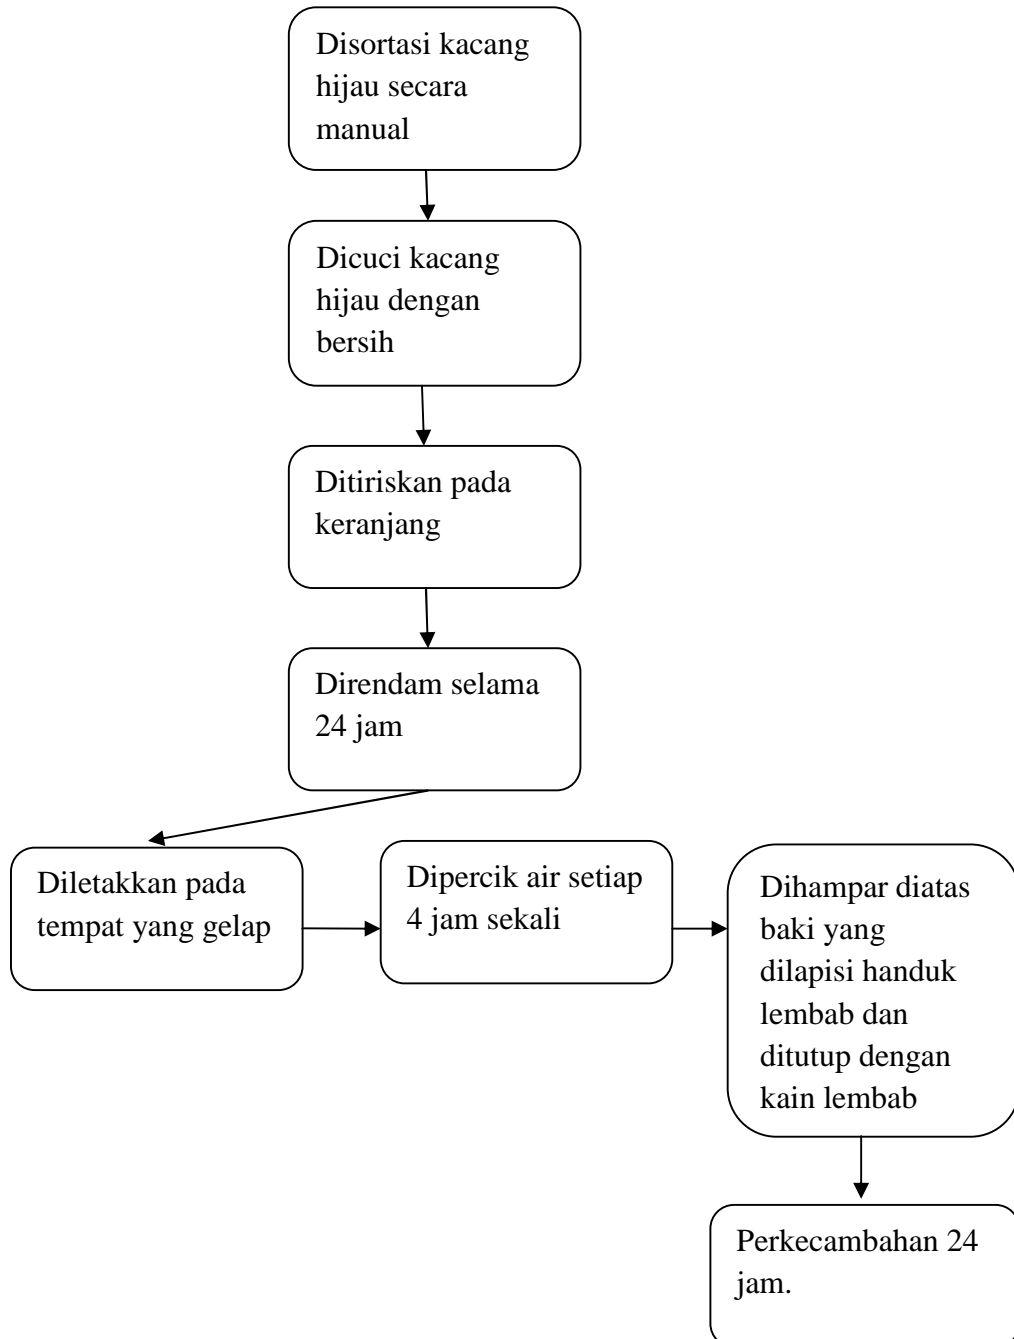 Disortasi kacang
hijau secara
manual
Dicuci kacang
hijau dengan
bersih
Ditiriskan pada
keranjang
Direndam selama
24 jam
Diletakkan pada
tempat yang gelap
Dipercik air setiap
4 jam sekali
Dihampar diatas
baki yang
dilapisi handuk
lembab dan
ditutup dengan
kain lembab
Perkecambahan 24
jam.